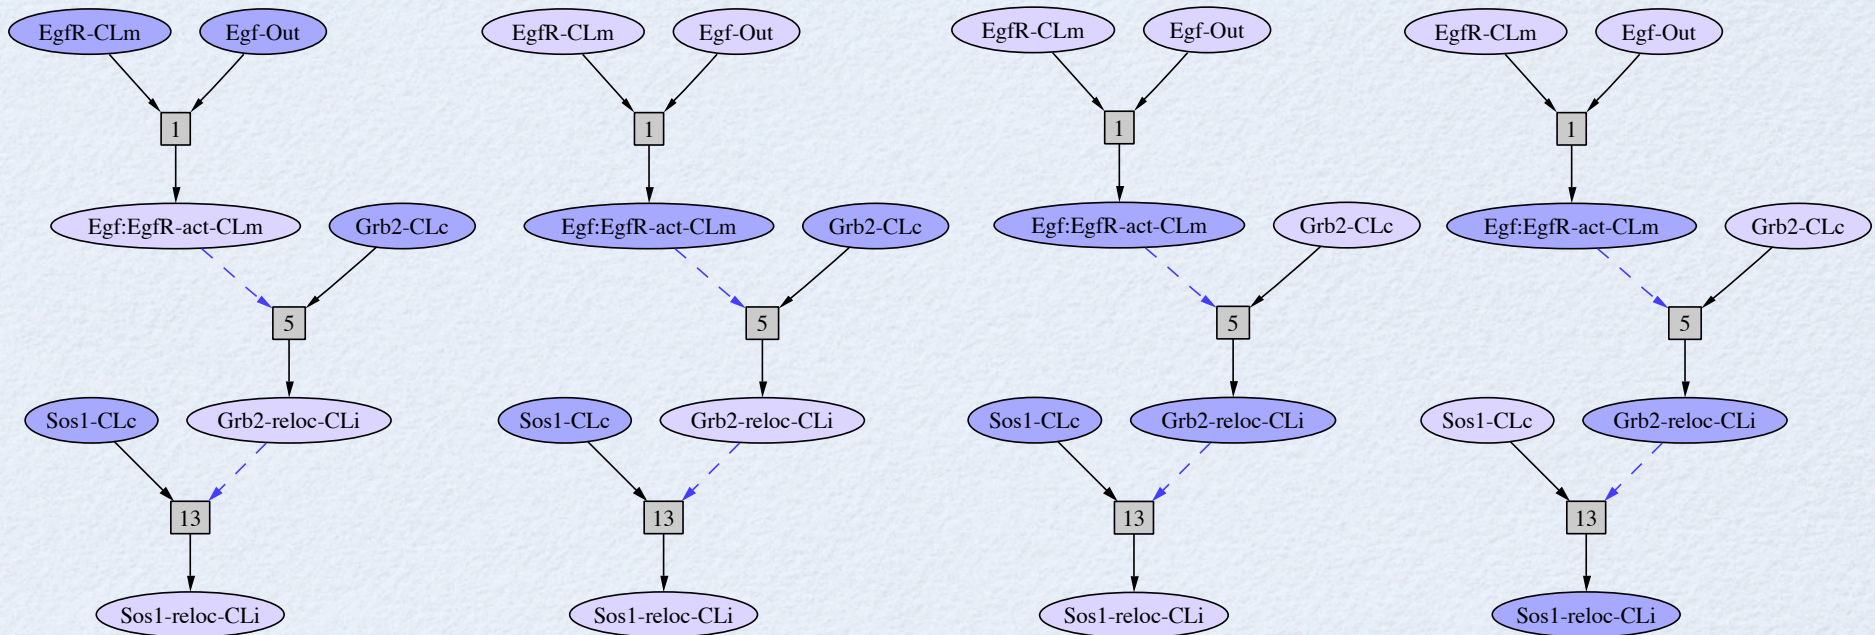 EgfR-CLm
Egf-Out
1
Egf:EgfR-act-CLm
Grb2-CLc
5
Sos1-CLc
Grb2-reloc-CLi
13
Sos1-reloc-CLi
EgfR-CLm
Egf-Out
1
Egf:EgfR-act-CLm
Grb2-CLc
5
Sos1-CLc
Grb2-reloc-CLi
13
Sos1-reloc-CLi
EgfR-CLm
Egf-Out
1
Egf:EgfR-act-CLm
Grb2-CLc
5
Sos1-CLc
Grb2-reloc-CLi
13
Sos1-reloc-CLi
EgfR-CLm
Egf-Out
1
Egf:EgfR-act-CLm
Grb2-CLc
5
Sos1-CLc
Grb2-reloc-CLi
13
Sos1-reloc-CLi